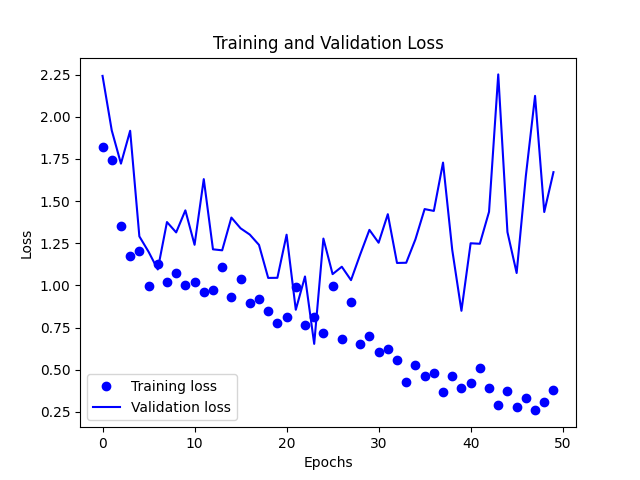 Training and Validation Loss
Loss
2.25
2.00
1.75
1.50
1.25
1.00
0.75
0.50
0.25
Training loss
Validation loss
0 10 20 30 40 50
Epochs